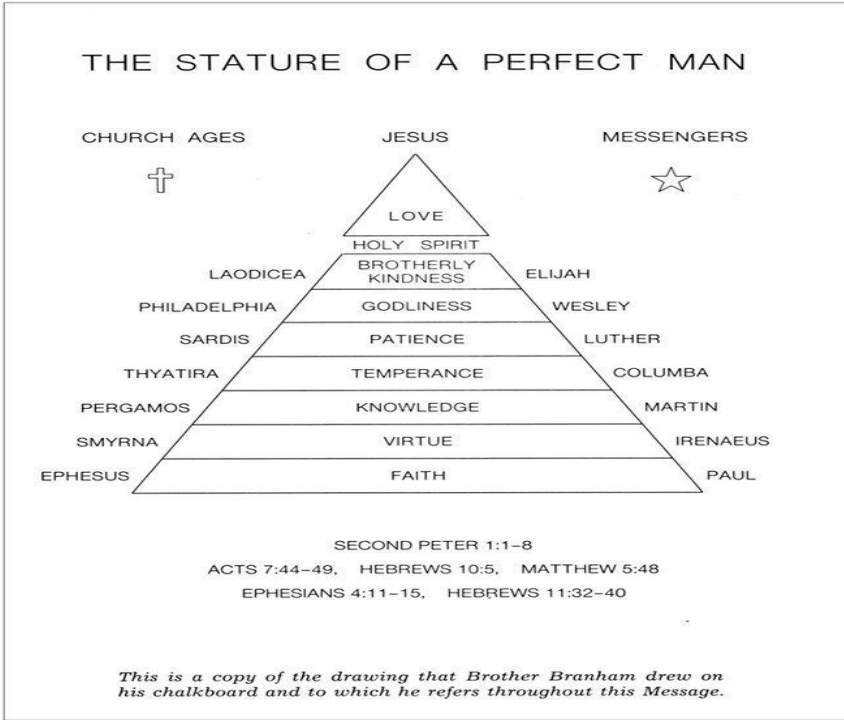 THE STATURE OF A PERFECT MAN
CHURCH AGES JESUS MESSENGERS
LOVE
HOLY SPIRIT
LAODICEA BROTHERLY KINDNESS ELIJAH
PHILADELPHIA GODLINESS WESLEY
SARDIS PATIENCE LUTHER
THYATIRA TEMPERANCE COLUMBA
PERGAMOS KNOWLEDGE MARTIN
SMYRNA VIRTUE IRENAEUS
EPHESUS FAITH PAUL
SECOND PETER 1:1-8
ACTS 7:44-49, HEBREWS 10:5, MATTHEW 5:48
EPHESIANS 4:11-15, HEBREWS 11:32-40
This is a copy of the drawing that Brother Branham drew on
his chalkboard and to which he refers throughout this Message.